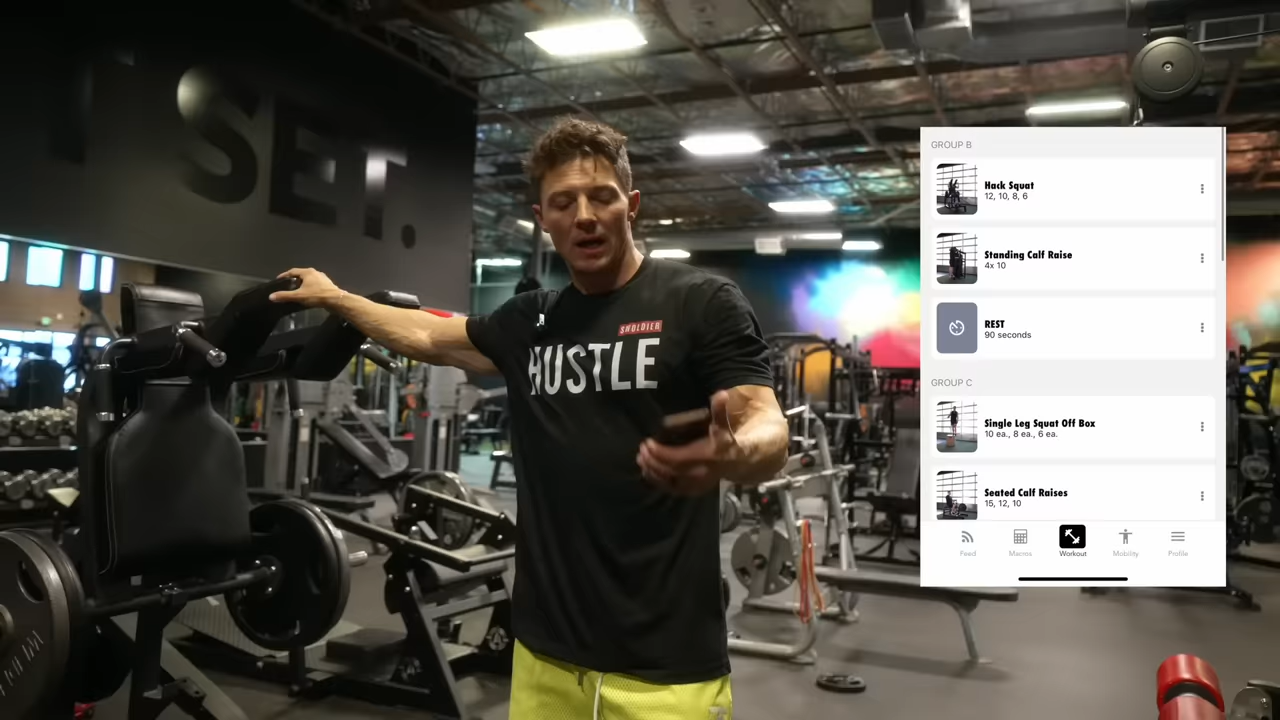 SET.
$HOLDIER
HUSTLE
GROUP B
Hack Squat
12, 10, 8, 6
Standing Calf Raise
4x 10
REST
90 seconds
GROUP C
Single Leg Squat Off Box
10 ea., 8 ea., 6 ea.
Seated Calf Raises
15, 12, 10
Feed
Macros
Workout
Mobility
Profile